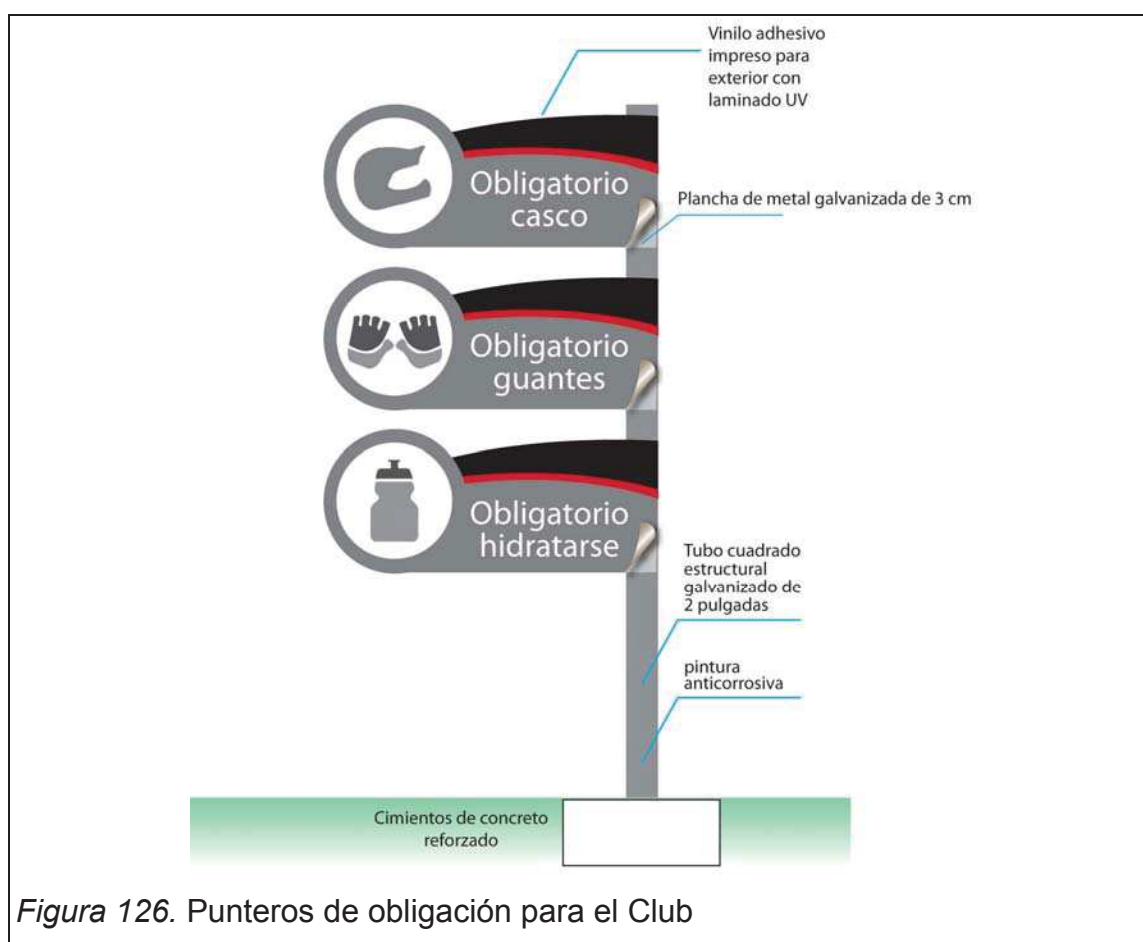 Vinilo adhesivo
impreso para
exterior con
laminado UV
Obligatorio
casco
Plancha de metal galvanizada de 3 cm
Obligatorio
guantes
Obligatorio
hidratarse
Tubo cuadrado
estructural
galvanizado de
2 pulgadas
pintura
anticorrosiva
Cimientos de concreto
reforzado
Figura 126. Punteros de obligación para el Club